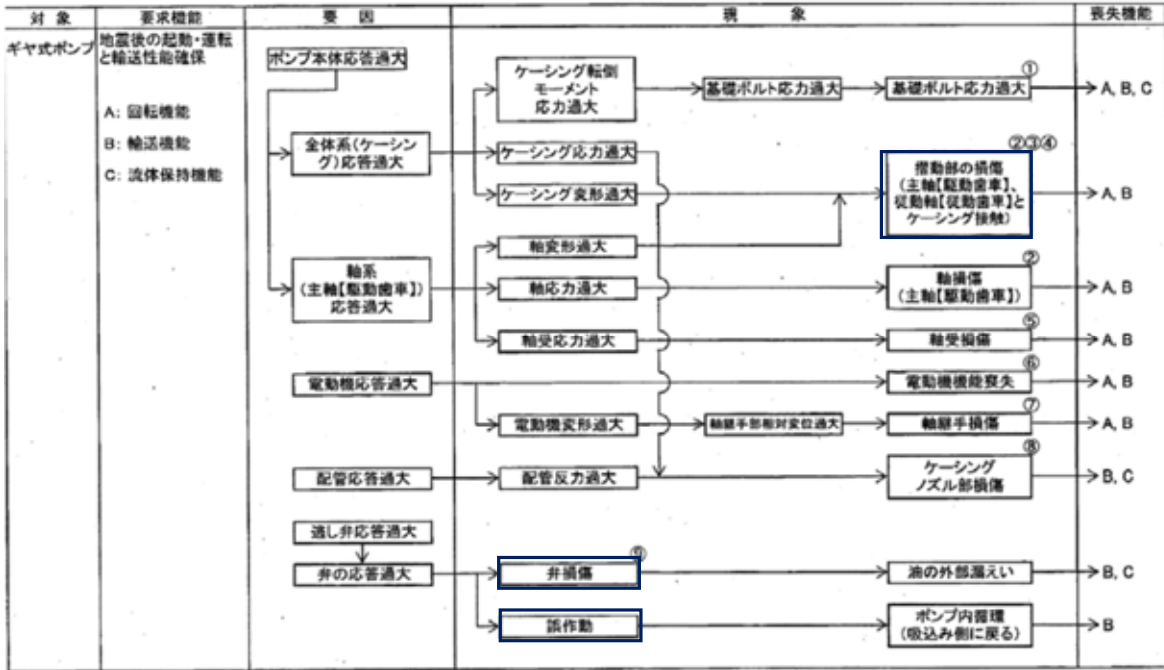 対 象
要求機能
要 因
現 象
喪失機能
ギヤ式ポンプ
地震後の起動・運転
と輸送性能確保
A: 回転機能
B: 輸送機能
C: 流体保持機能
ポンプ本体応答過大
ケーシング転倒
モーメント
応力過大
基礎ボルト応力過大
①
基礎ボルト応力過大
A, B, C
全体系(ケーシン
グ)応答過大
ケーシング応力過大
ケーシング変形過大
②③④
摺動部の損傷
(主軸【駆動歯車】、
従動軸【従動歯車】と
ケーシング接触)
A, B
軸変形過大
軸系
(主軸【駆動歯車】)
応答過大
軸応力過大
②
軸損傷
(主軸【駆動歯車】)
A, B
軸受応力過大
⑤
軸受損傷
A, B
電動機応答過大
⑥
電動機機能喪失
A, B
電動機変形過大
軸継手部相対変位過大
⑦
軸継手損傷
A, B
配管応答過大
配管反力過大
⑧
ケーシング
ノズル部損傷
B, C
逃し弁応答過大
弁の応答過大
⑨
弁損傷
油の外部漏えい
B, C
誤作動
ポンプ内循環
(吸込み側に戻る)
B